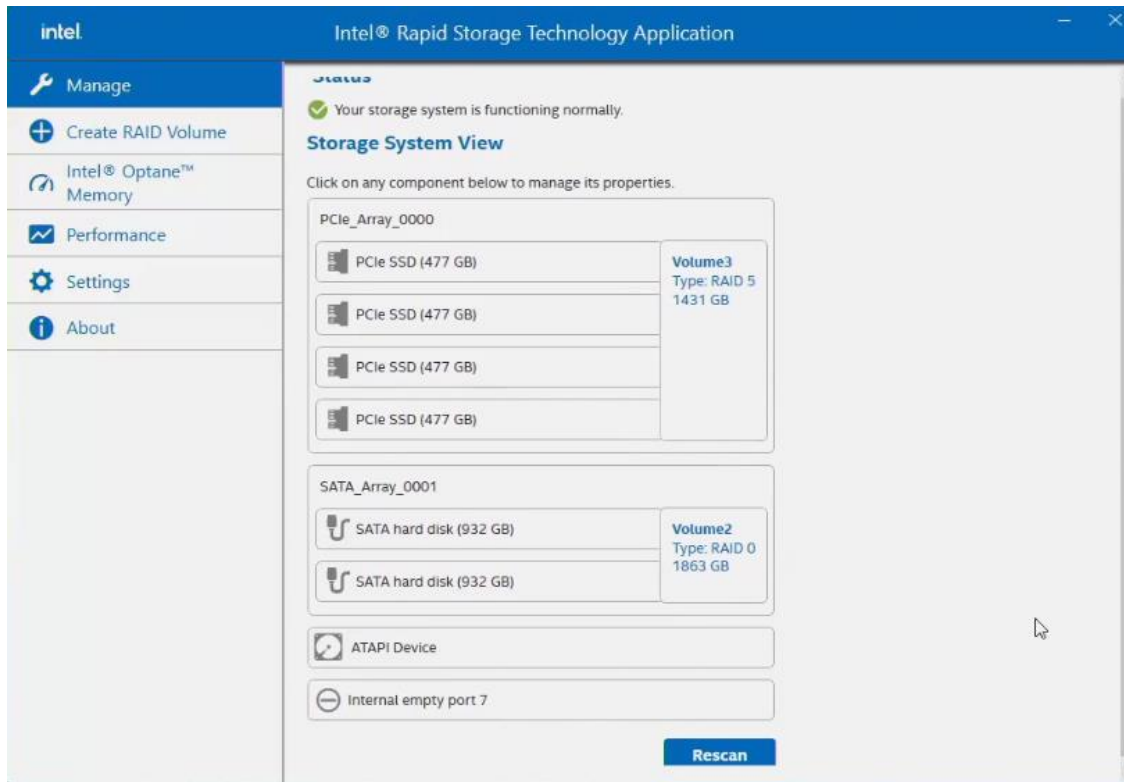 intel.
Intel® Rapid Storage Technology Application
Manage
Create RAID Volume
Intel® Optane™
Memory
Performance
Settings
About
Status
Your storage system is functioning normally.
Storage System View
Click on any component below to manage its properties.
PCIe_Array_0000
PCIe SSD (477 GB)
PCIe SSD (477 GB)
PCIe SSD (477 GB)
PCIe SSD (477 GB)
Volume3
Type: RAID 5
1431 GB
SATA_Array_0001
SATA hard disk (932 GB)
SATA hard disk (932 GB)
Volume2
Type: RAID 0
1863 GB
ATAPI Device
Internal empty port 7
Rescan